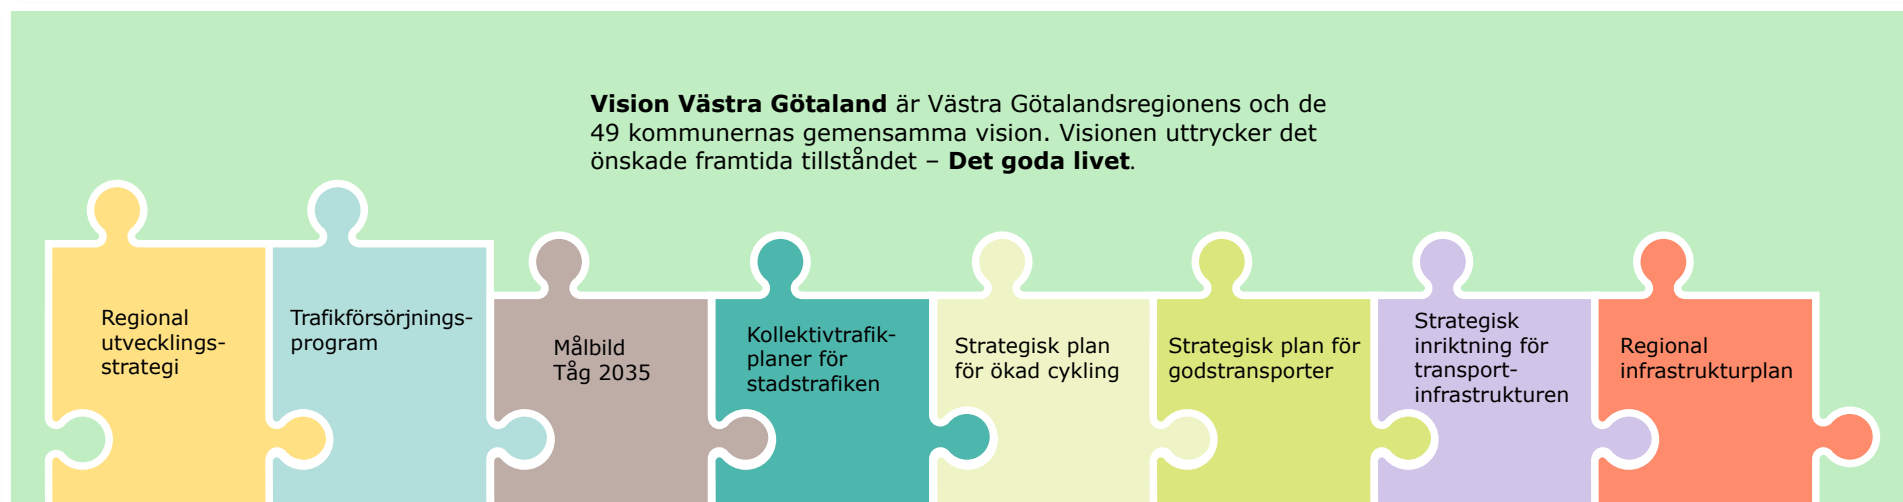 Vision Västra Götaland är Västra Götalandsregionens och de
49 kommunernas gemensamma vision. Visionen uttrycker det
önskade framtida tillståndet – Det goda livet.
Regional
utvecklings-
strategi
Trafikförsörjnings-
program
Målbild
Tåg 2035
Kollektivtrafik-
planer för
stadstrafiken
Strategisk plan
för ökad cykling
Strategisk plan för
godstransporter
Strategisk
inriktning för
transport-
infrastrukturen
Regional
infrastrukturplan